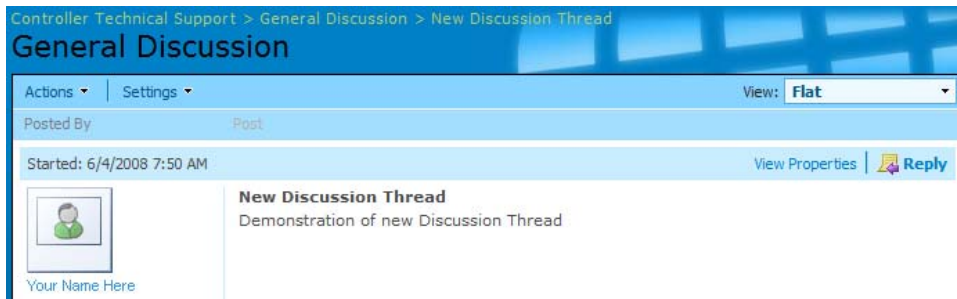 Controller Technical Support > General Discussion > New Discussion Thread
General Discussion
Actions Settings View: Flat
Posted By Post
Started: 6/4/2008 7:50 AM View Properties Reply
New Discussion Thread
Demonstration of new Discussion Thread
Your Name Here